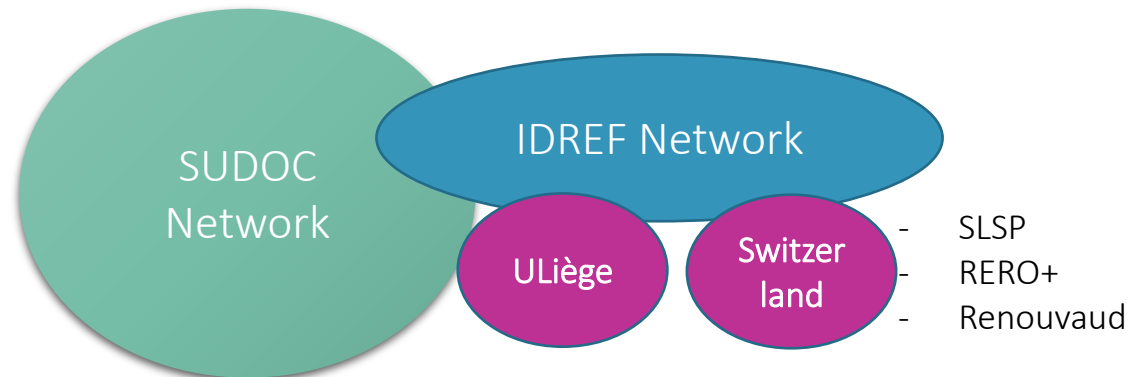 SUDOC
Network
IDREF Network
ULiège
Switzer
land
- SLSP
- RERO+
- Renouvaud